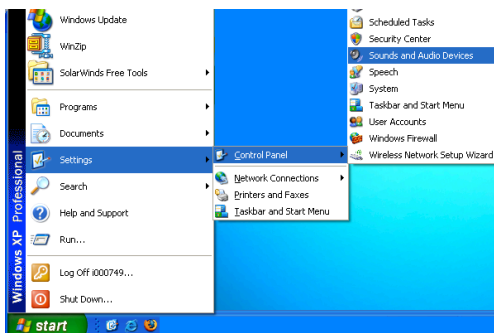 Windows Update
WinZip
SolarWinds Free Tools
Programs
Documents
Settings
Search
Help and Support
Run...
Log Off i000749...
Shut Down...
Windows XP Professional
start
Control Panel
Network Connections
Printers and Faxes
Taskbar and Start Menu
Scheduled Tasks
Security Center
Sounds and Audio Devices
Speech
System
Taskbar and Start Menu
User Accounts
Windows Firewall
Wireless Network Setup Wizard